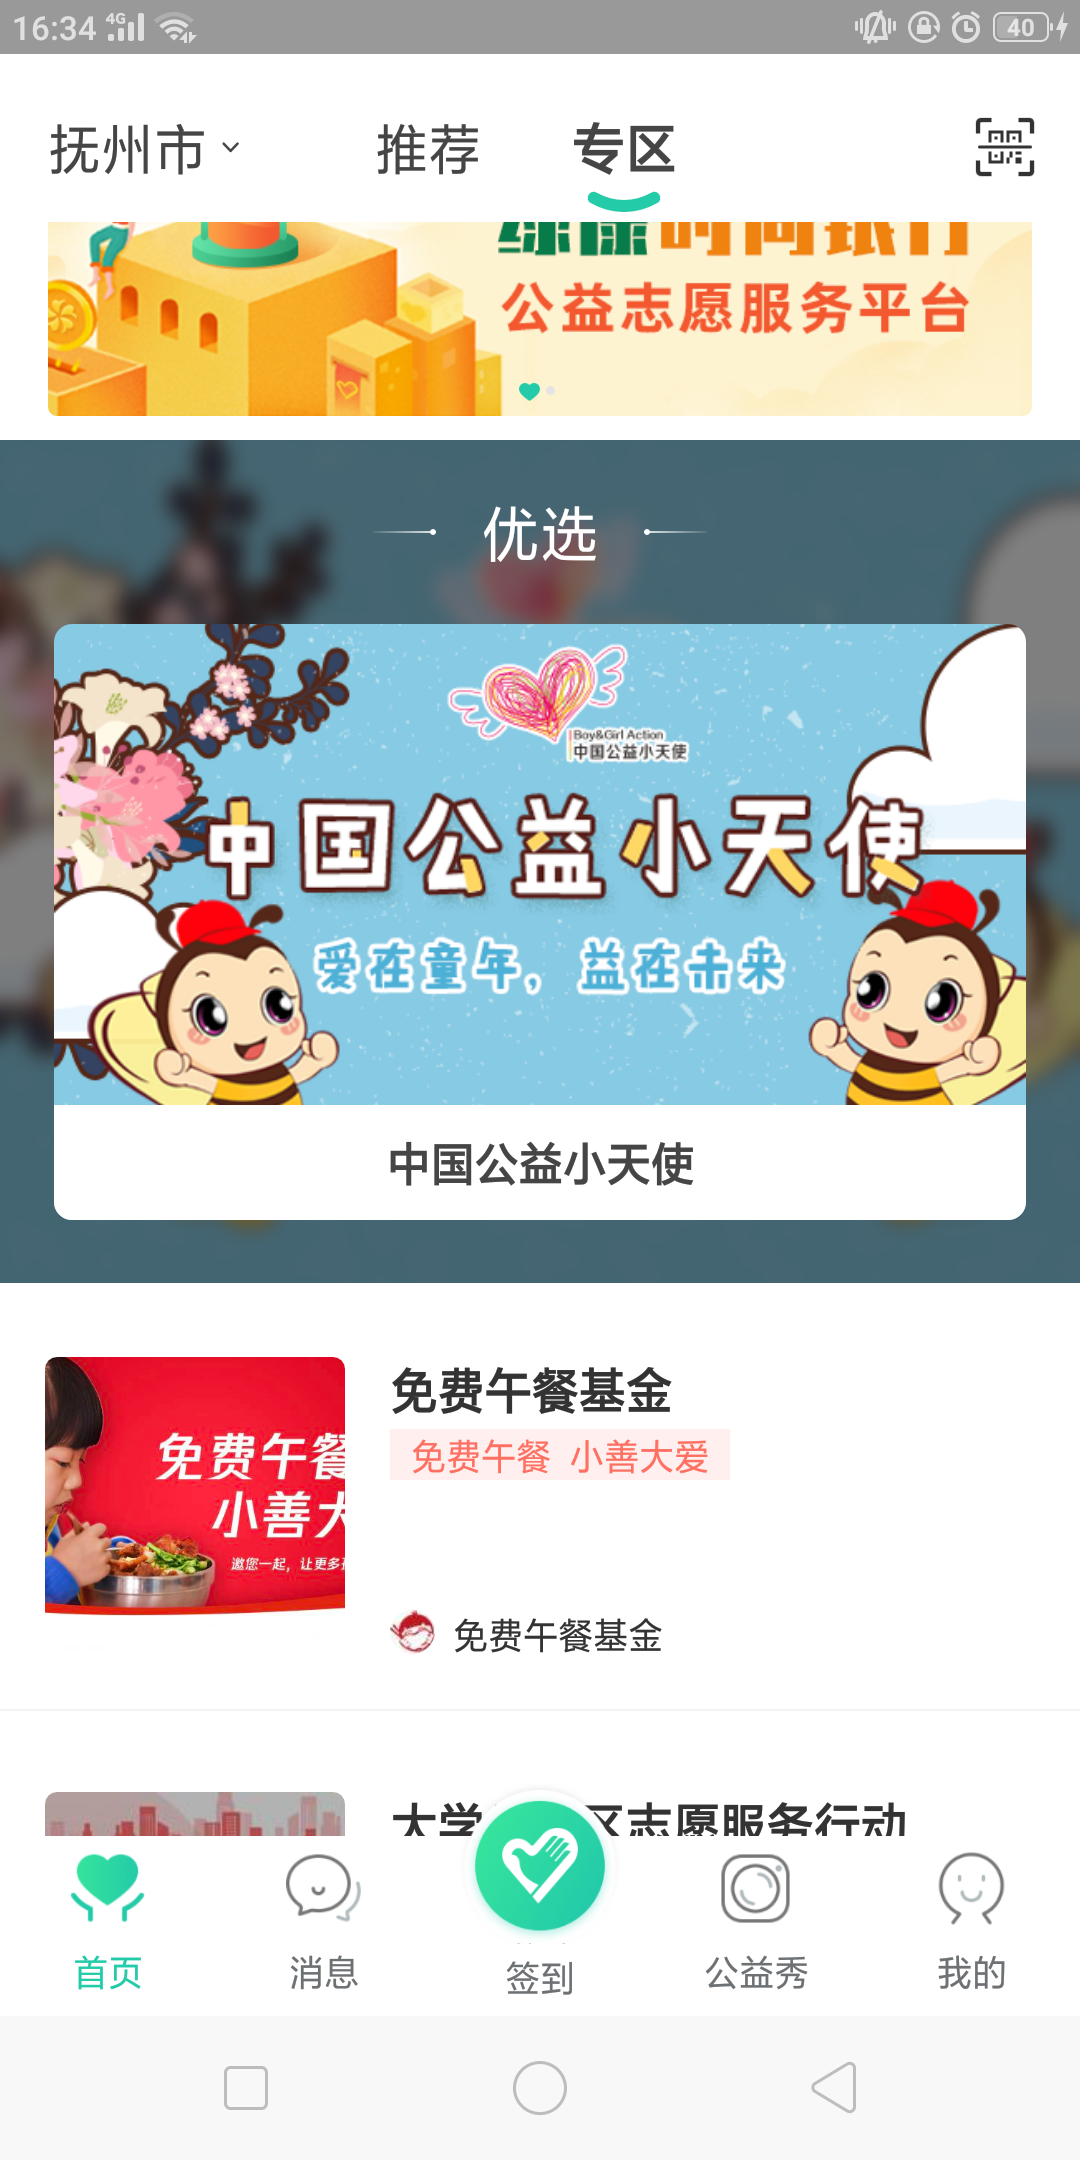 16:34 4G 40
抚州市 推荐 专区
时间银行
公益志愿服务平台
优选
Boy&Girl Action
中国公益小天使
中国公益小天使
爱在童年，益在未来
中国公益小天使
免费午餐
小善大
邀您一起，让更多
免费午餐基金
免费午餐 小善大爱
免费午餐基金
大学 区志愿服务行动
首页 消息 签到 公益秀 我的